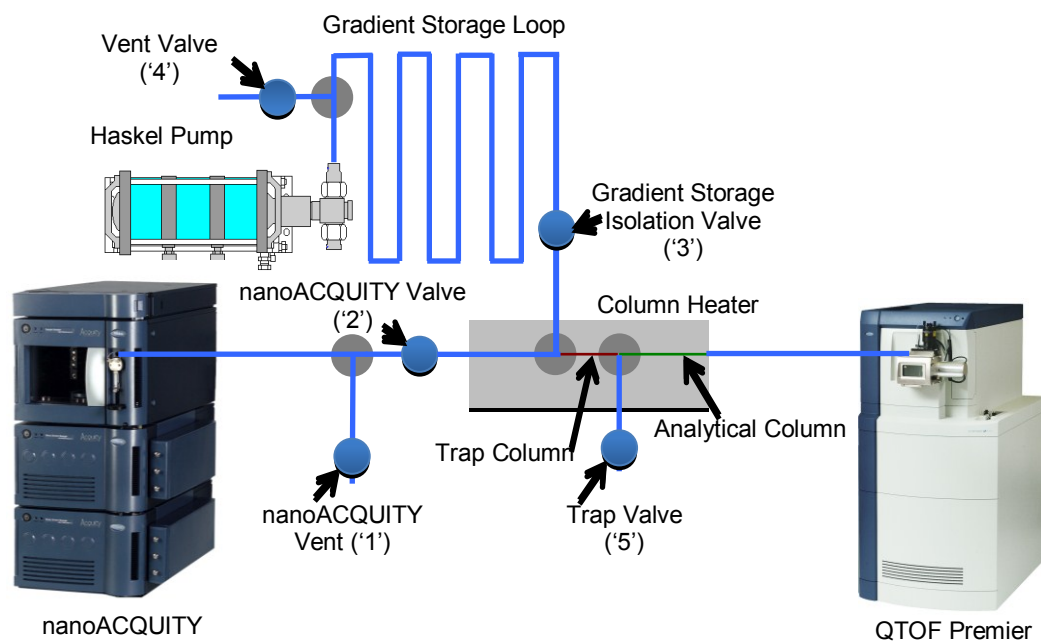 Gradient Storage Loop
Vent Valve
(‘4’)
Haskel Pump
Gradient Storage
Isolation Valve
(‘3’)
nanoACQUITY Valve
(‘2’)
Column Heater
Trap Column
Analytical Column
nanoACQUITY
Vent (‘1’)
Trap Valve
(‘5’)
nanoACQUITY
QTOF Premier